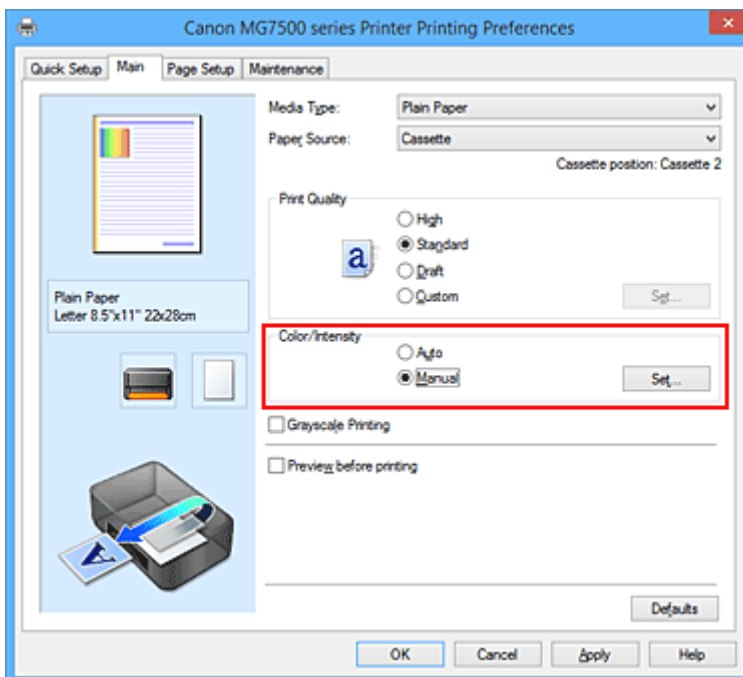 Canon MG7500 series Printer Printing Preferences
Quick Setup Main Page Setup Maintenance
Media Type: Plain Paper
Paper Source: Cassette
Cassette position: Cassette 2
Print Quality
High
a Standard
Draft
Custom Set...
Plain Paper
Letter 8.5"x11" 22x28cm
Color/Intensity
Auto
Manual Set...
Grayscale Printing
Preview before printing
A
Defaults
OK Cancel Apply Help